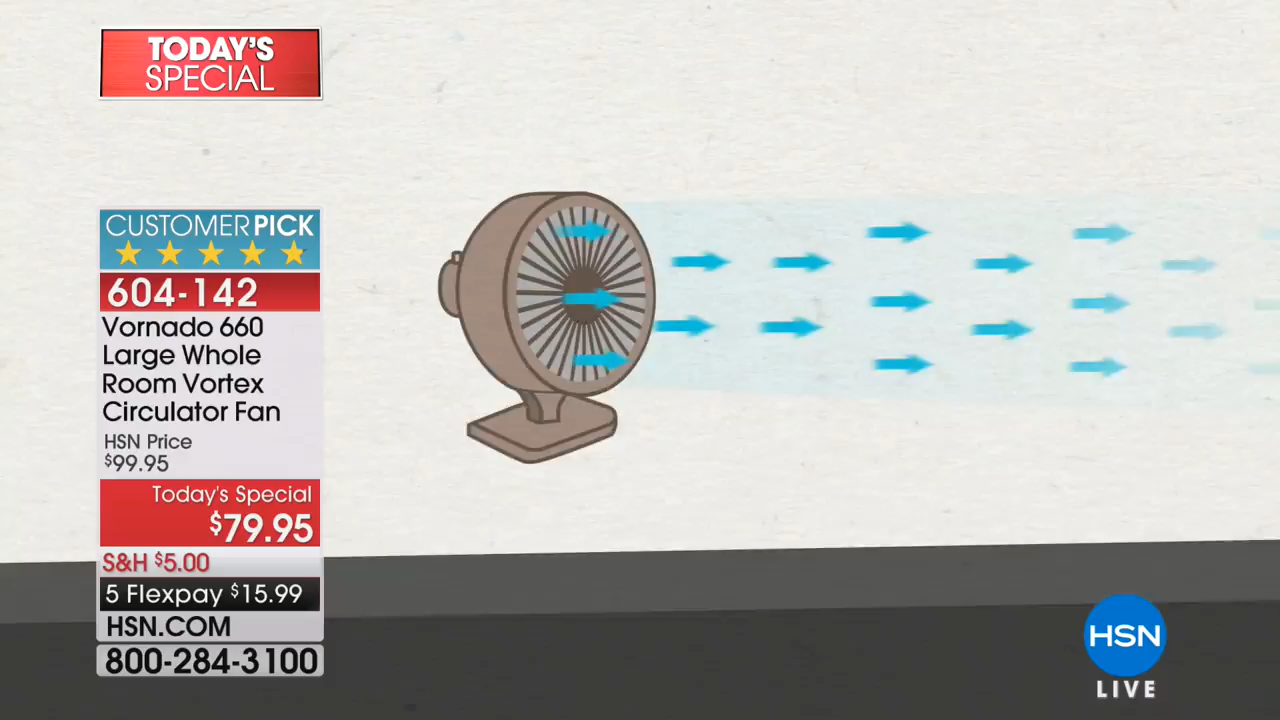 TODAY'S
SPECIAL
CUSTOMER PICK
604-142
Vornado 660
Large Whole
Room Vortex
Circulator Fan
HSN Price
$99.95
Today's Special
$79.95
S&H $5.00
5 Flexpay $15.99
HSN.COM
800-284-3100
HSN
LIVE